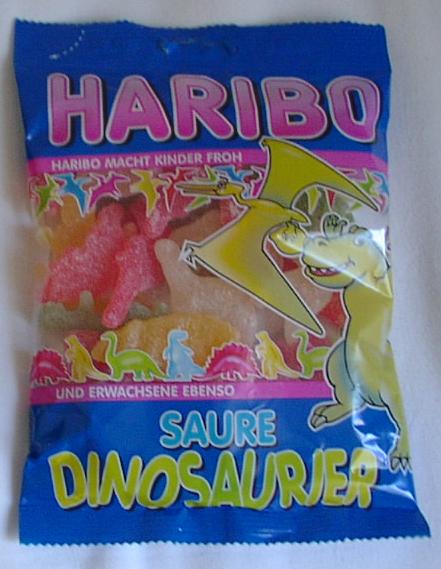 HARIBO
HARIBO MACHT KINDER FROH
UND ERWACHSENE EBENSO
SAURE
DINOSAURIER